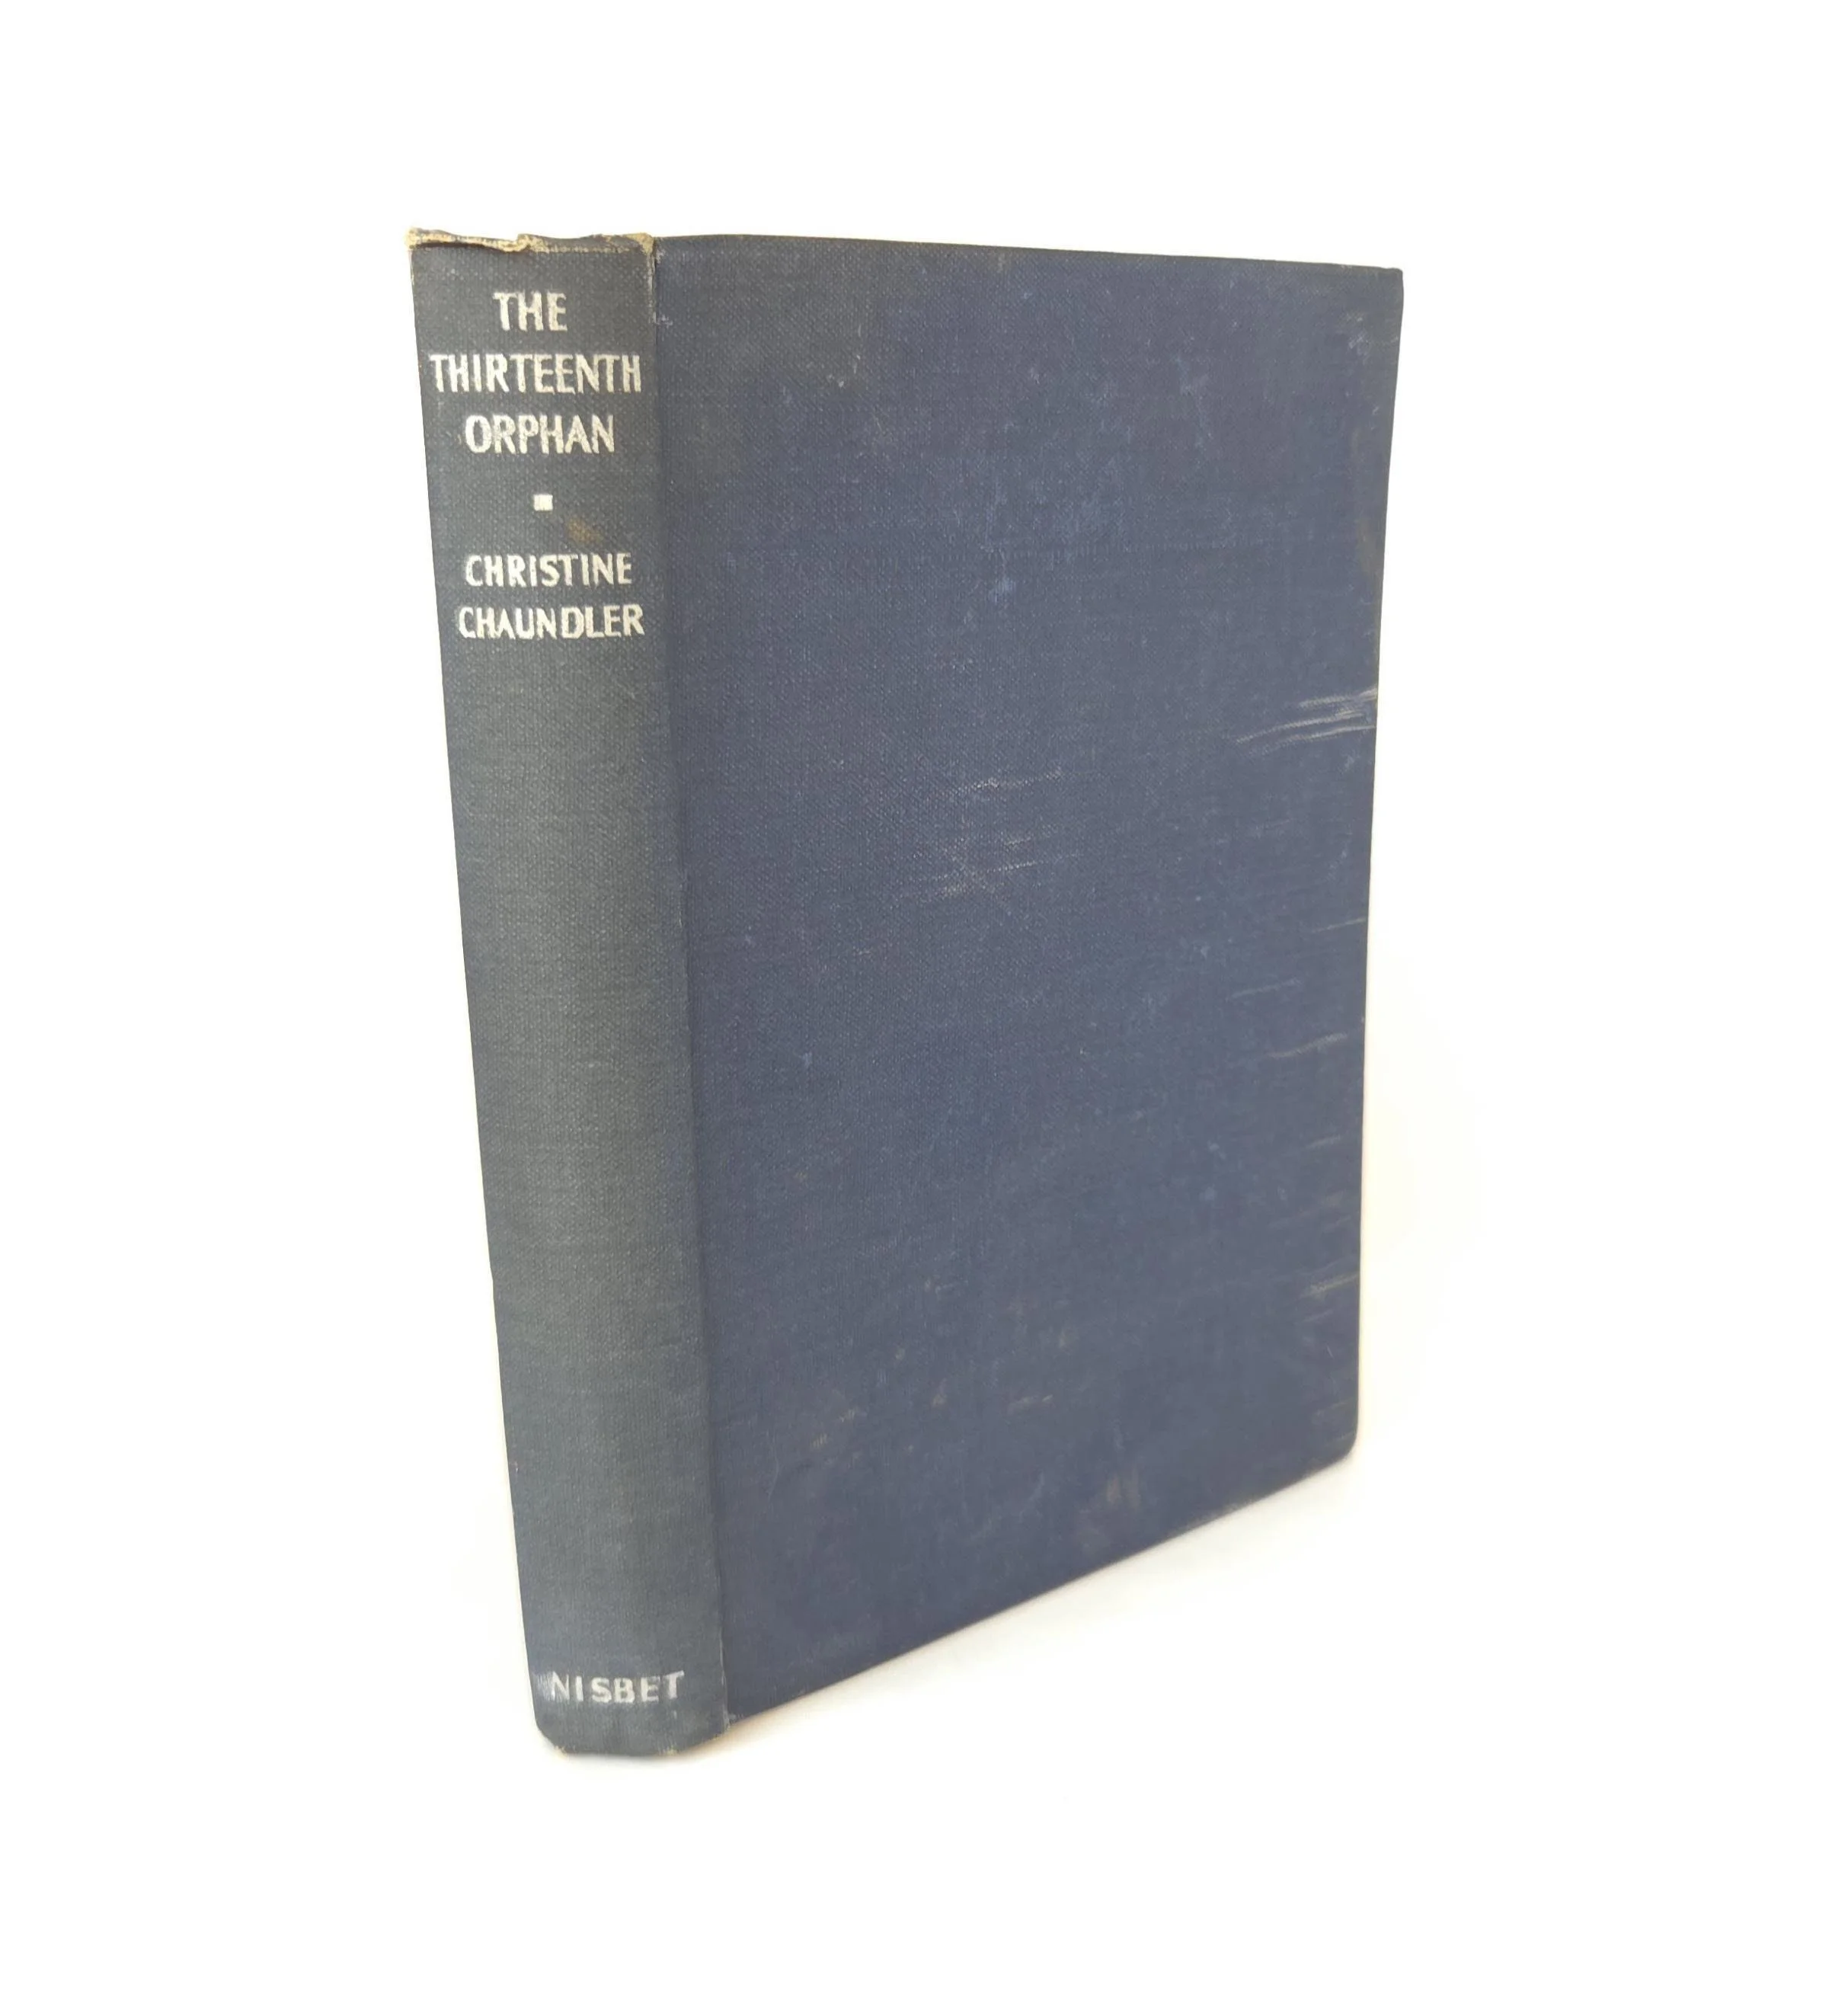 THE
THIRTEENTH
ORPHAN
CHRISTINE
CHAUNDLER
NISBET